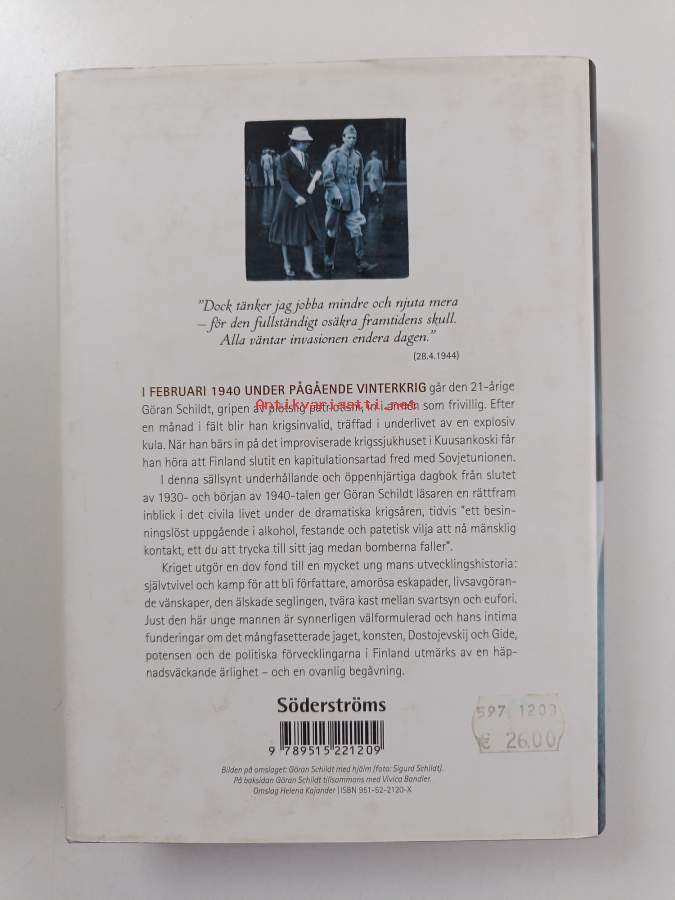 "Dock tänker jag jobba mindre och njuta mera
– för den fullständigt osäkra framtidens skull.
Alla väntar invasionen endera dagen."
(28.4.1944)
I FEBRUARI 1940 UNDER PÅGÅENDE VINTERKRIG går den 21-årige
Göran Schildt, gripen av plötslig patriotism, in i armén som frivillig. Efter
Antikvariaatti.net
en månad i fält blir han krigsinvalid, träffad i underlivet av en explosiv
kula. När han bärs in på det improviserade krigssjukhuset i Kuusankoski får
han höra att Finland slutit en kapitulationsartad fred med Sovjetunionen.
I denna sällsynt underhållande och öppenhjärtiga dagbok från slutet
av 1930- och början av 1940-talen ger Göran Schildt läsaren en rättfram
inblick i det civila livet under de dramatiska krigsåren, tidvis "ett besin-
ningslöst uppgående i alkohol, festande och patetisk vilja att nå mänsklig
kontakt, ett du att trycka till sitt jag medan bomberna faller".
Kriget utgör en dov fond till en mycket ung mans utvecklingshistoria:
självtvivel och kamp för att bli författare, amorösa eskapader, livsavgöran-
de vänskaper, den älskade seglingen, tvära kast mellan svartsyn och eufori.
Just den här unge mannen är synnerligen välformulerad och hans intima
funderingar om det mångfasetterade jaget, konsten, Dostojevskij och Gide,
potensen och de politiska förvecklingarna i Finland utmärks av en häp-
nadsväckande ärlighet – och en ovanlig begåvning.
Söderströms
597 1203
€ 26.00
9 789515 221209
Bilden på omslaget: Göran Schildt med hjälm (foto: Sigurd Schildt).
På baksidan Göran Schildt tillsammans med Vivica Bandler.
Omslag Helena Kajander | ISBN 951-52-2120-X